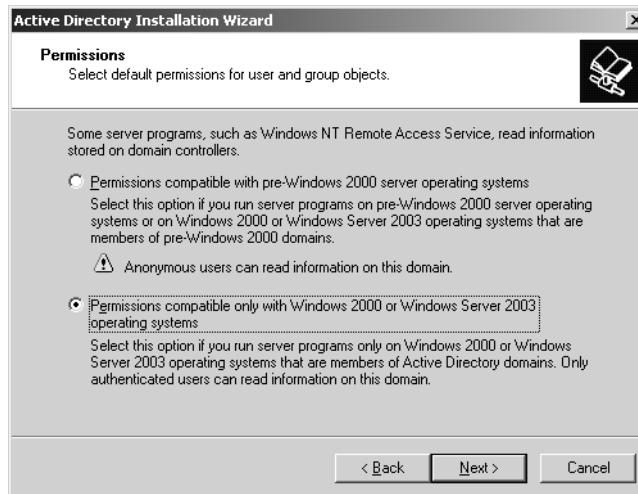 Active Directory Installation Wizard
Permissions
Select default permissions for user and group objects.
Some server programs, such as Windows NT Remote Access Service, read information
stored on domain controllers.
Permissions compatible with pre-Windows 2000 server operating systems
Select this option if you run server programs on pre-Windows 2000 server operating
systems or on Windows 2000 or Windows Server 2003 operating systems that are
members of pre-Windows 2000 domains.
Anonymous users can read information on this domain.
Permissions compatible only with Windows 2000 or Windows Server 2003
operating systems
Select this option if you run server programs only on Windows 2000 or Windows
Server 2003 operating systems that are members of Active Directory domains. Only
authenticated users can read information on this domain.
< Back
Next >
Cancel